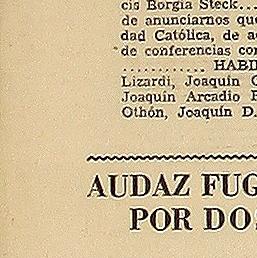 cis Borgia Steck...
de anunciarnos que
dad Católica, de a
de conferencias con
............ HABI
Lizardi, Joaquín
Joaquín Arcadio
Othón, Joaquín D.
AUDAZ FUG
POR DO